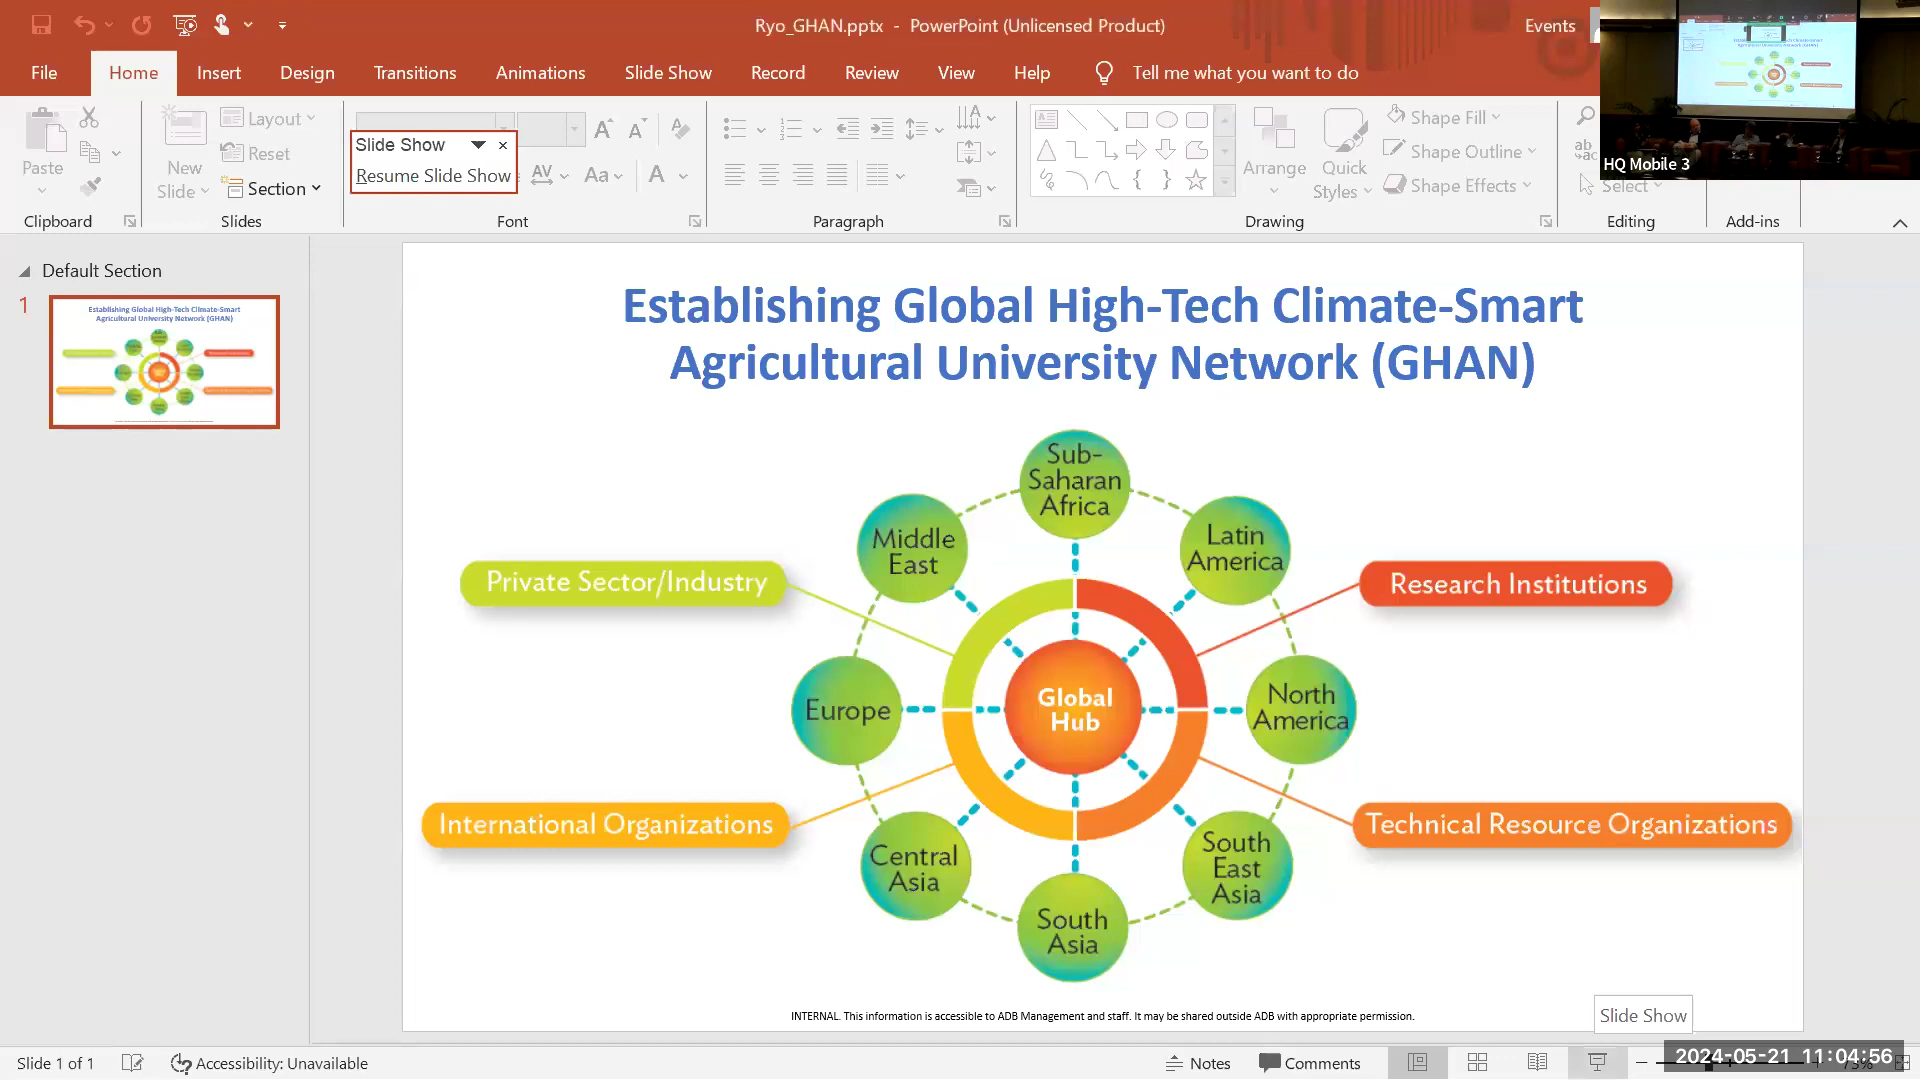 Ryo_GHAN.pptx - PowerPoint (Unlicensed Product)
Events
File
Home
Insert
Design
Transitions
Animations
Slide Show
Record
Review
View
Help
Tell me what you want to do
HQ Mobile 3
Paste
New
Slide
Layout
Reset
Section
Slide Show
Resume Slide Show
AV
Aa
A
Arrange
Quick
Styles
Shape Fill
Shape Outline
Shape Effects
Select
Clipboard
Slides
Font
Paragraph
Drawing
Editing
Add-ins
Default Section
1
Establishing Global High-Tech Climate-Smart
Agricultural University Network (GHAN)
Establishing Global High-Tech Climate-Smart
Agricultural University Network (GHAN)
Sub-
Saharan
Africa
Middle
East
Latin
America
Private Sector/Industry
Research Institutions
Europe
Global
Hub
North
America
International Organizations
Technical Resource Organizations
Central
Asia
South
East
Asia
South
Asia
INTERNAL. This information is accessible to ADB Management and staff. It may be shared outside ADB with appropriate permission.
Slide Show
Slide 1 of 1
Accessibility: Unavailable
Notes
Comments
2024-05-21 11:04:56